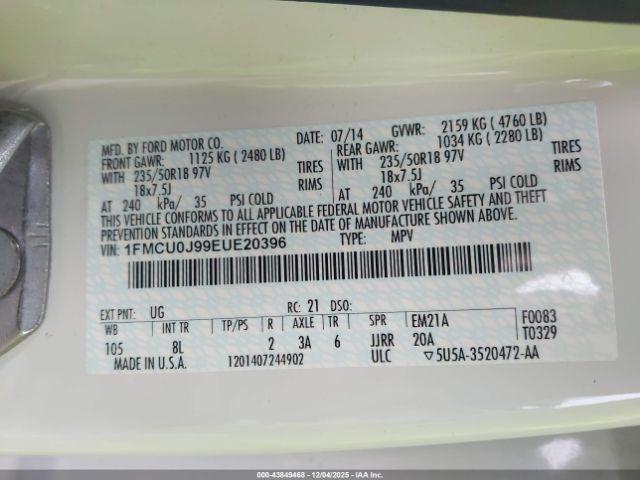 MFD. BY FORD MOTOR CO.
DATE: 07/14 GVWR: 2159 KG ( 4760 LB)
FRONT GAWR: 1125 KG ( 2480 LB) REAR GAWR: 1034 KG ( 2280 LB)
WITH 235/50R18 97V TIRES WITH 235/50R18 97V TIRES
18x7.5J RIMS 18x7.5J RIMS
AT 240 kPa/ 35 PSI COLD AT 240 kPa/ 35 PSI COLD
THIS VEHICLE CONFORMS TO ALL APPLICABLE FEDERAL MOTOR VEHICLE SAFETY AND THEFT
PREVENTION STANDARDS IN EFFECT ON THE DATE OF MANUFACTURE SHOWN ABOVE.
VIN: 1FMCU0J99EUE20396 TYPE: MPV
EXT PNT: UG RC: 21 DSO:
WB INT TR TP/PS R AXLE TR SPR EM21A F0083
105 8L 2 3A 6 JJRR 20A T0329
MADE IN U.S.A. 1201407244902 ULC ▽5U5A-3520472-AA
000-43849468 - 12/04/2025 - IAA Inc.